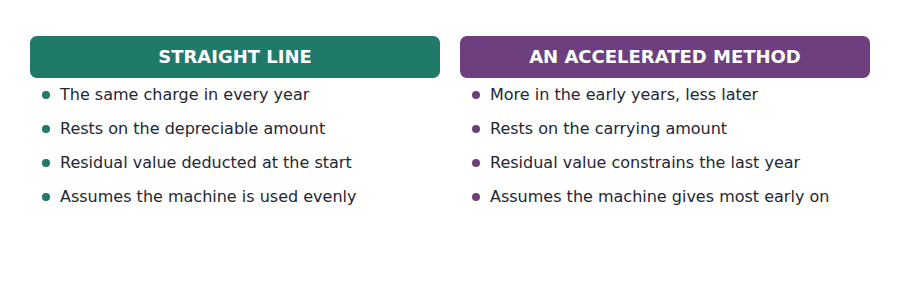 STRAIGHT LINE
The same charge in every year
Rests on the depreciable amount
Residual value deducted at the start
Assumes the machine is used evenly
AN ACCELERATED METHOD
More in the early years, less later
Rests on the carrying amount
Residual value constrains the last year
Assumes the machine gives most early on